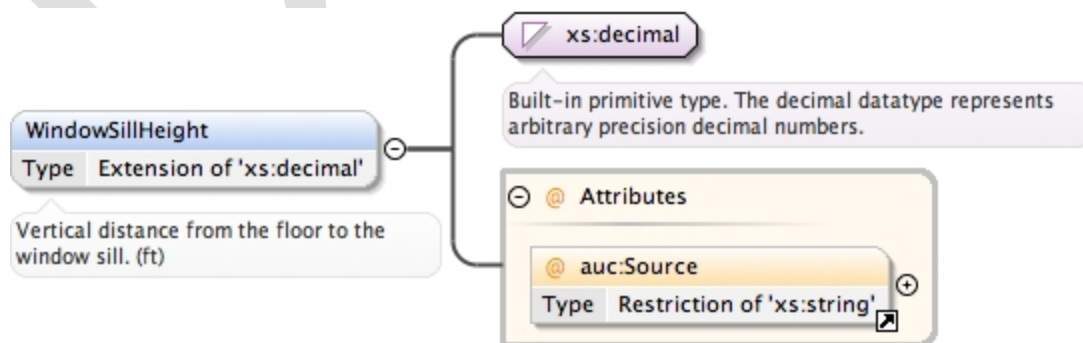 xs:decimal
Built-in primitive type. The decimal datatype represents
arbitrary precision decimal numbers.
WindowSillHeight
Type Extension of 'xs:decimal'
Vertical distance from the floor to the
window sill. (ft)
@ Attributes
@ auc:Source
Type Restriction of 'xs:string'